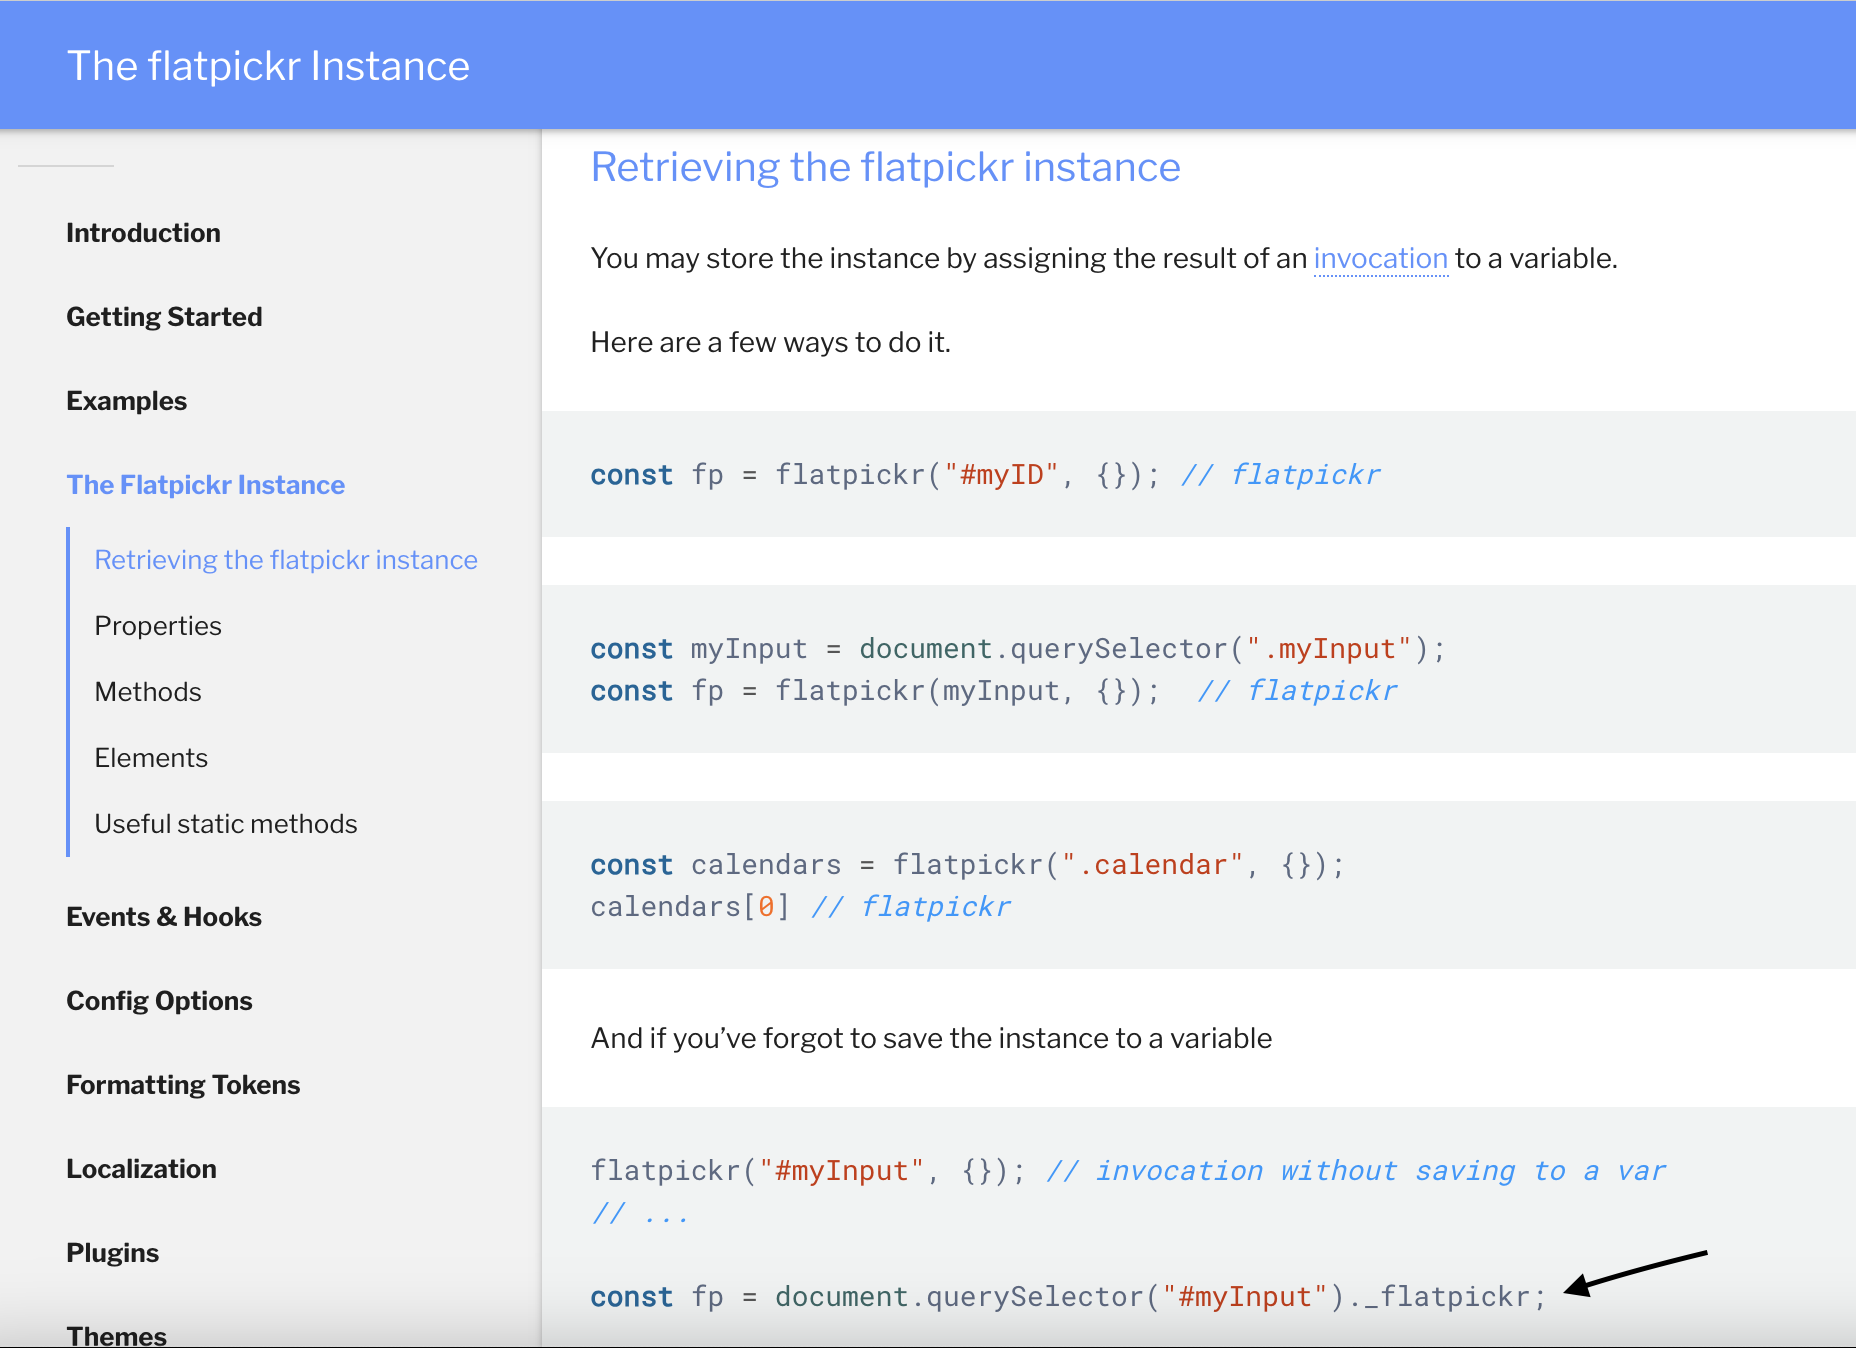 The flatpickr Instance
Introduction
Getting Started
Examples
The Flatpickr Instance
Retrieving the flatpickr instance
Properties
Methods
Elements
Useful static methods
Events & Hooks
Config Options
Formatting Tokens
Localization
Plugins
Themes
Retrieving the flatpickr instance
You may store the instance by assigning the result of an invocation to a variable.
Here are a few ways to do it.
const fp = flatpickr("#myID", {}); // flatpickr
const myInput = document.querySelector(".myInput");
const fp = flatpickr(myInput, {});  // flatpickr
const calendars = flatpickr(".calendar", {});
calendars[0] // flatpickr
And if you’ve forgot to save the instance to a variable
flatpickr("#myInput", {}); // invocation without saving to a var
// ...
const fp = document.querySelector("#myInput")._flatpickr;